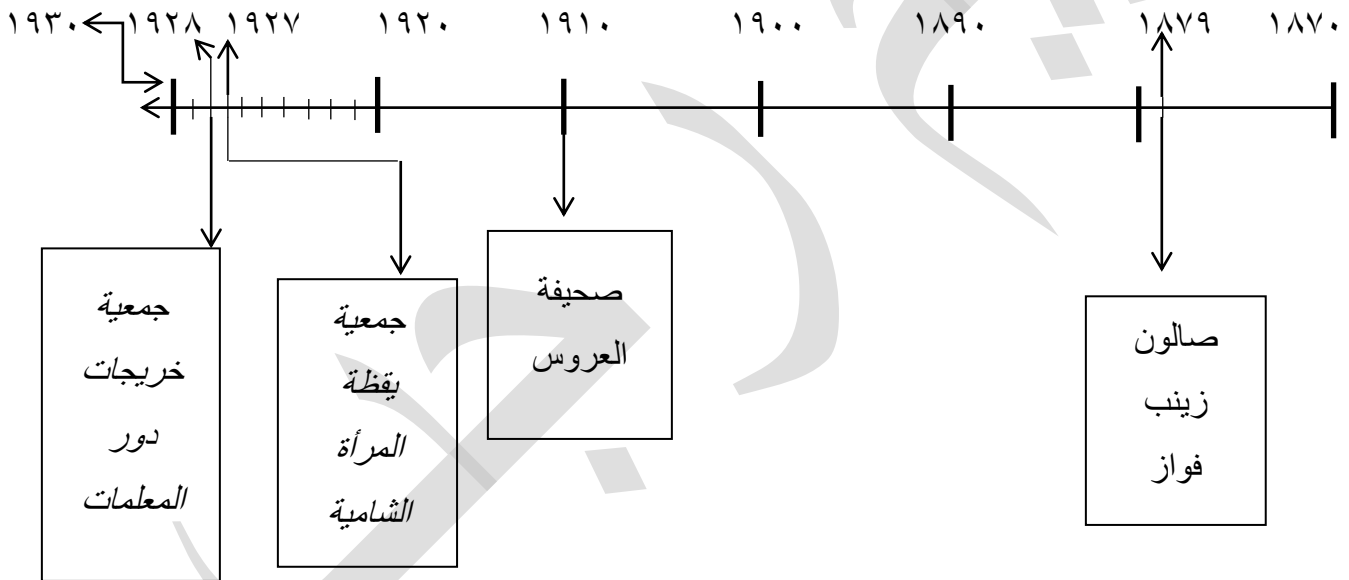 ١٨٧٠ ١٨٧٩ ١٨٩٠ ١٩٠٠ ١٩١٠ ١٩٢٠ ١٩٢٧ ١٩٢٨ ١٩٣٠
صالون
زينب
فواز
صحيفة
العروس
جمعية
يقظة
المرأة
الشامية
جمعية
خريجات
دور
المعلمات